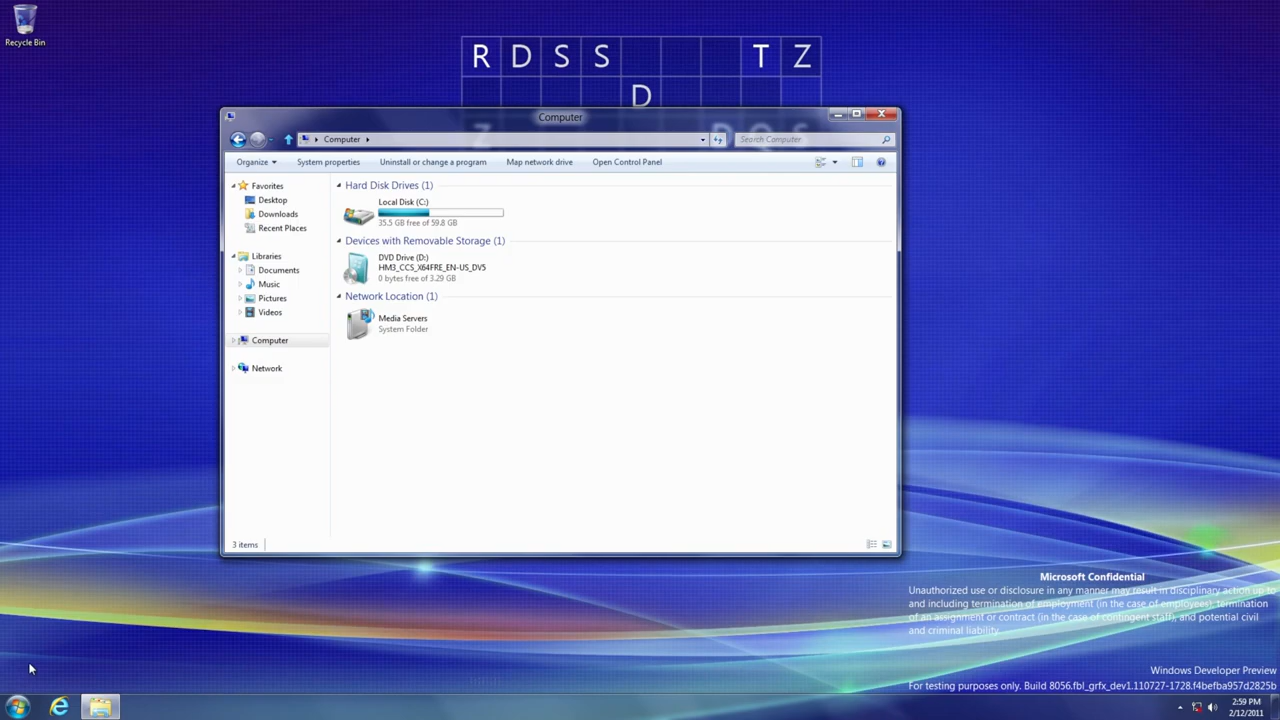 Recycle Bin
R D S S T Z
D
Computer
Computer
Search Computer
Organize
System properties
Uninstall or change a program
Map network drive
Open Control Panel
Favorites
Desktop
Downloads
Recent Places
Libraries
Documents
Music
Pictures
Videos
Computer
Network
Hard Disk Drives (1)
Local Disk (C:)
35.5 GB free of 59.8 GB
Devices with Removable Storage (1)
DVD Drive (D:)
HM3_CCS_X64FRE_EN-US_DV5
0 bytes free of 3.29 GB
Network Location (1)
Media Servers
System Folder
3 items
Microsoft Confidential
Unauthorized use or disclosure in any manner may result in disciplinary action up to
and including termination of employment (in the case of employees), termination
of an assignment or contract (in the case of contingent staff), and potential civil
and criminal liability.
Windows Developer Preview
For testing purposes only. Build 8056.fbl_grfx_dev1.110727-1728.f4befba957d2825b
2:59 PM
2/12/2011